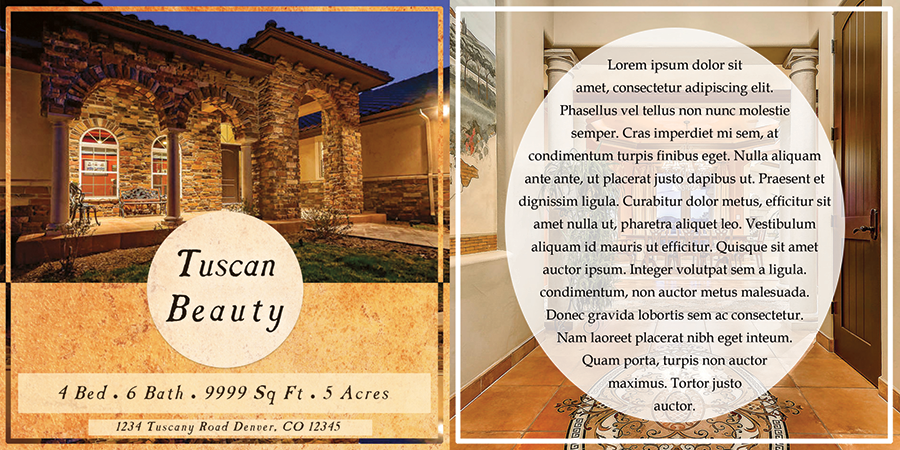 Tuscan
Beauty
4 Bed . 6 Bath . 9999 Sq Ft . 5 Acres
1234 Tuscany Road Denver, CO 12345
Lorem ipsum dolor sit
amet, consectetur adipiscing elit.
Phasellus vel tellus non nunc molestie
semper. Cras imperdiet mi sem, at
condimentum turpis finibus eget. Nulla aliquam
ante ante, ut placerat justo dapibus ut. Praesent et
dignissim ligula. Curabitur dolor metus, efficitur sit
amet nulla ut, pharetra aliquet leo. Vestibulum
aliquam id mauris ut efficitur. Quisque sit amet
auctor ipsum. Integer volutpat sem a ligula.
condimentum, non auctor metus malesuada.
Donec gravida lobortis sem ac consectetur.
Nam laoreet placerat nibh eget inteum.
Quam porta, turpis non auctor
maximus. Tortor justo
auctor.